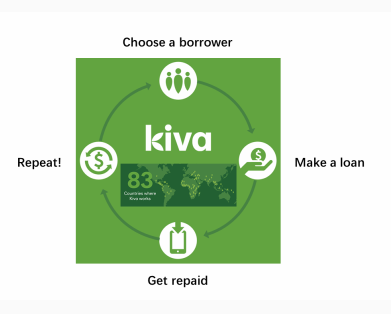 Choose a borrower
kiva
Repeat!
83
Countries where
Kiva works
Make a loan
Get repaid